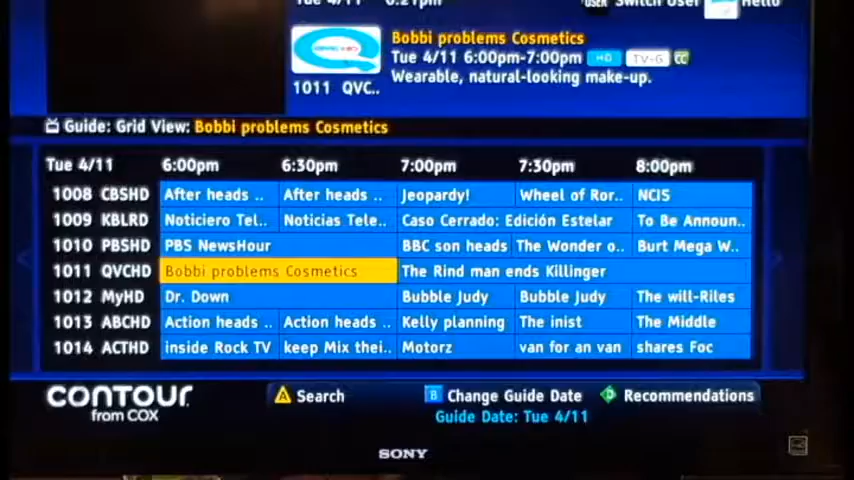 Tue 4/11 6:21pm USER Switch User Hello
Bobbi problems Cosmetics
Tue 4/11 6:00pm-7:00pm HD TV-G CC
Wearable, natural-looking make-up.
1011 QVC..
Guide: Grid View: Bobbi problems Cosmetics
Tue 4/11 6:00pm 6:30pm 7:00pm 7:30pm 8:00pm
1008 CBSHD After heads .. After heads .. Jeopardy! Wheel of Ror.. NCIS
1009 KBLRD Noticiero Tel.. Noticias Tele.. Caso Cerrado: Edición Estelar To Be Announ..
1010 PBSHD PBS NewsHour BBC son heads The Wonder o.. Burt Mega W..
1011 QVCHD Bobbi problems Cosmetics The Rind man ends Killinger
1012 MyHD Dr. Down Bubble Judy Bubble Judy The will-Riles
1013 ABCHD Action heads .. Action heads .. Kelly planning The inist The Middle
1014 ACTHD inside Rock TV keep Mix thei.. Motorz van for an van shares Foc
contour from COX
A Search B Change Guide Date D Recommendations
Guide Date: Tue 4/11
SONY